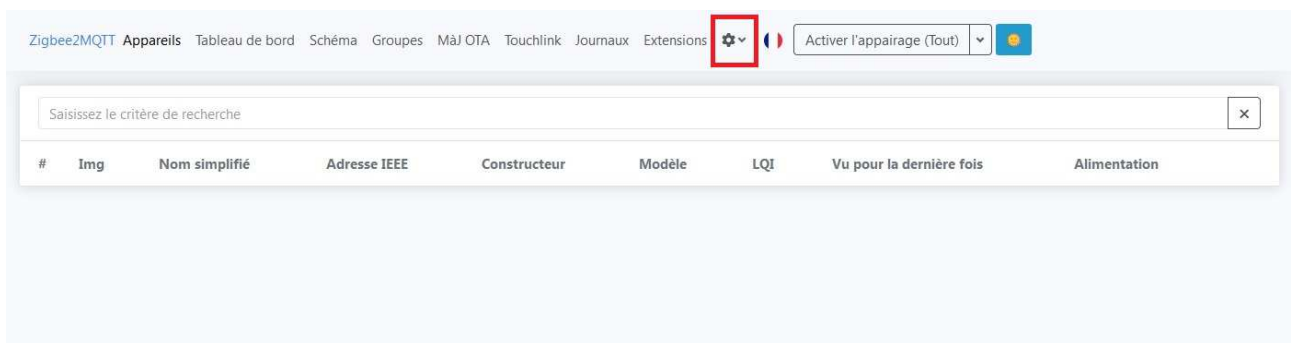 Zigbee2MQTT Appareils Tableau de bord Schéma Groupes MàJ OTA Touchlink Journaux Extensions Activer l'appairage (Tout)
Saisissez le critère de recherche
# Img Nom simplifié Adresse IEEE Constructeur Modèle LQI Vu pour la dernière fois Alimentation